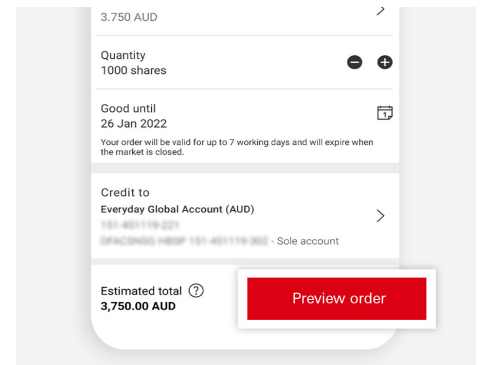 3.750 AUD
Quantity
1000 shares
Good until
26 Jan 2022
1
Your order will be valid for up to 7 working days and will expire when
the market is closed.
Credit to
Everyday Global Account (AUD)
- Sole account
Estimated total ?
3,750.00 AUD
Preview order